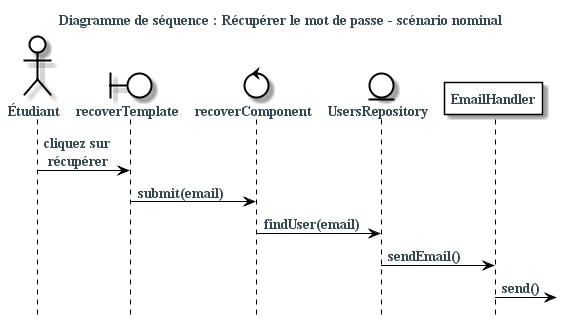 Diagramme de séquence : Récupérer le mot de passe - scénario nominal
Étudiant
recoverTemplate
recoverComponent
UsersRepository
EmailHandler
cliquez sur
récupérer
submit(email)
findUser(email)
sendEmail()
send()